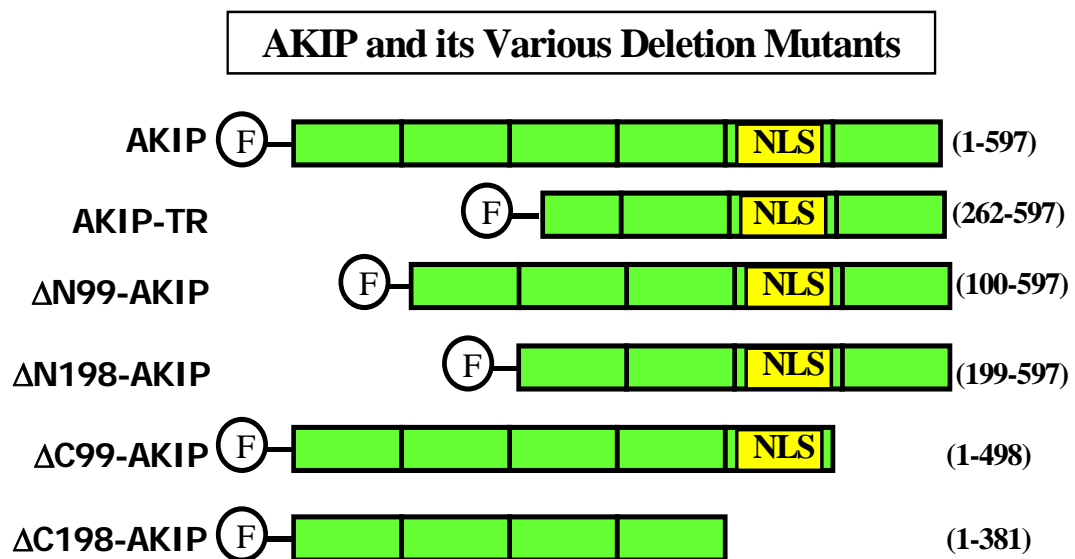 AKIP and its Various Deletion Mutants
AKIP F NLS (1-597)
AKIP-TR F NLS (262-597)
ΔN99-AKIP F NLS (100-597)
ΔN198-AKIP F NLS (199-597)
ΔC99-AKIP F NLS (1-498)
ΔC198-AKIP F (1-381)